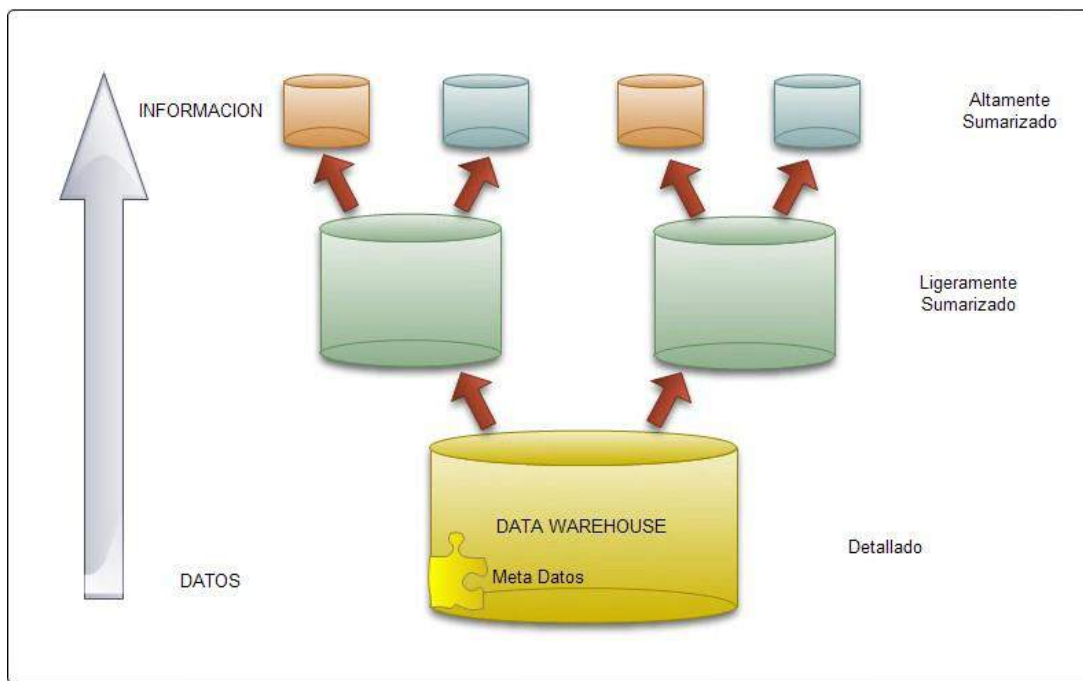 INFORMACION
Altamente
Sumarizado
Ligeramente
Sumarizado
DATA WAREHOUSE
Detallado
Meta Datos
DATOS